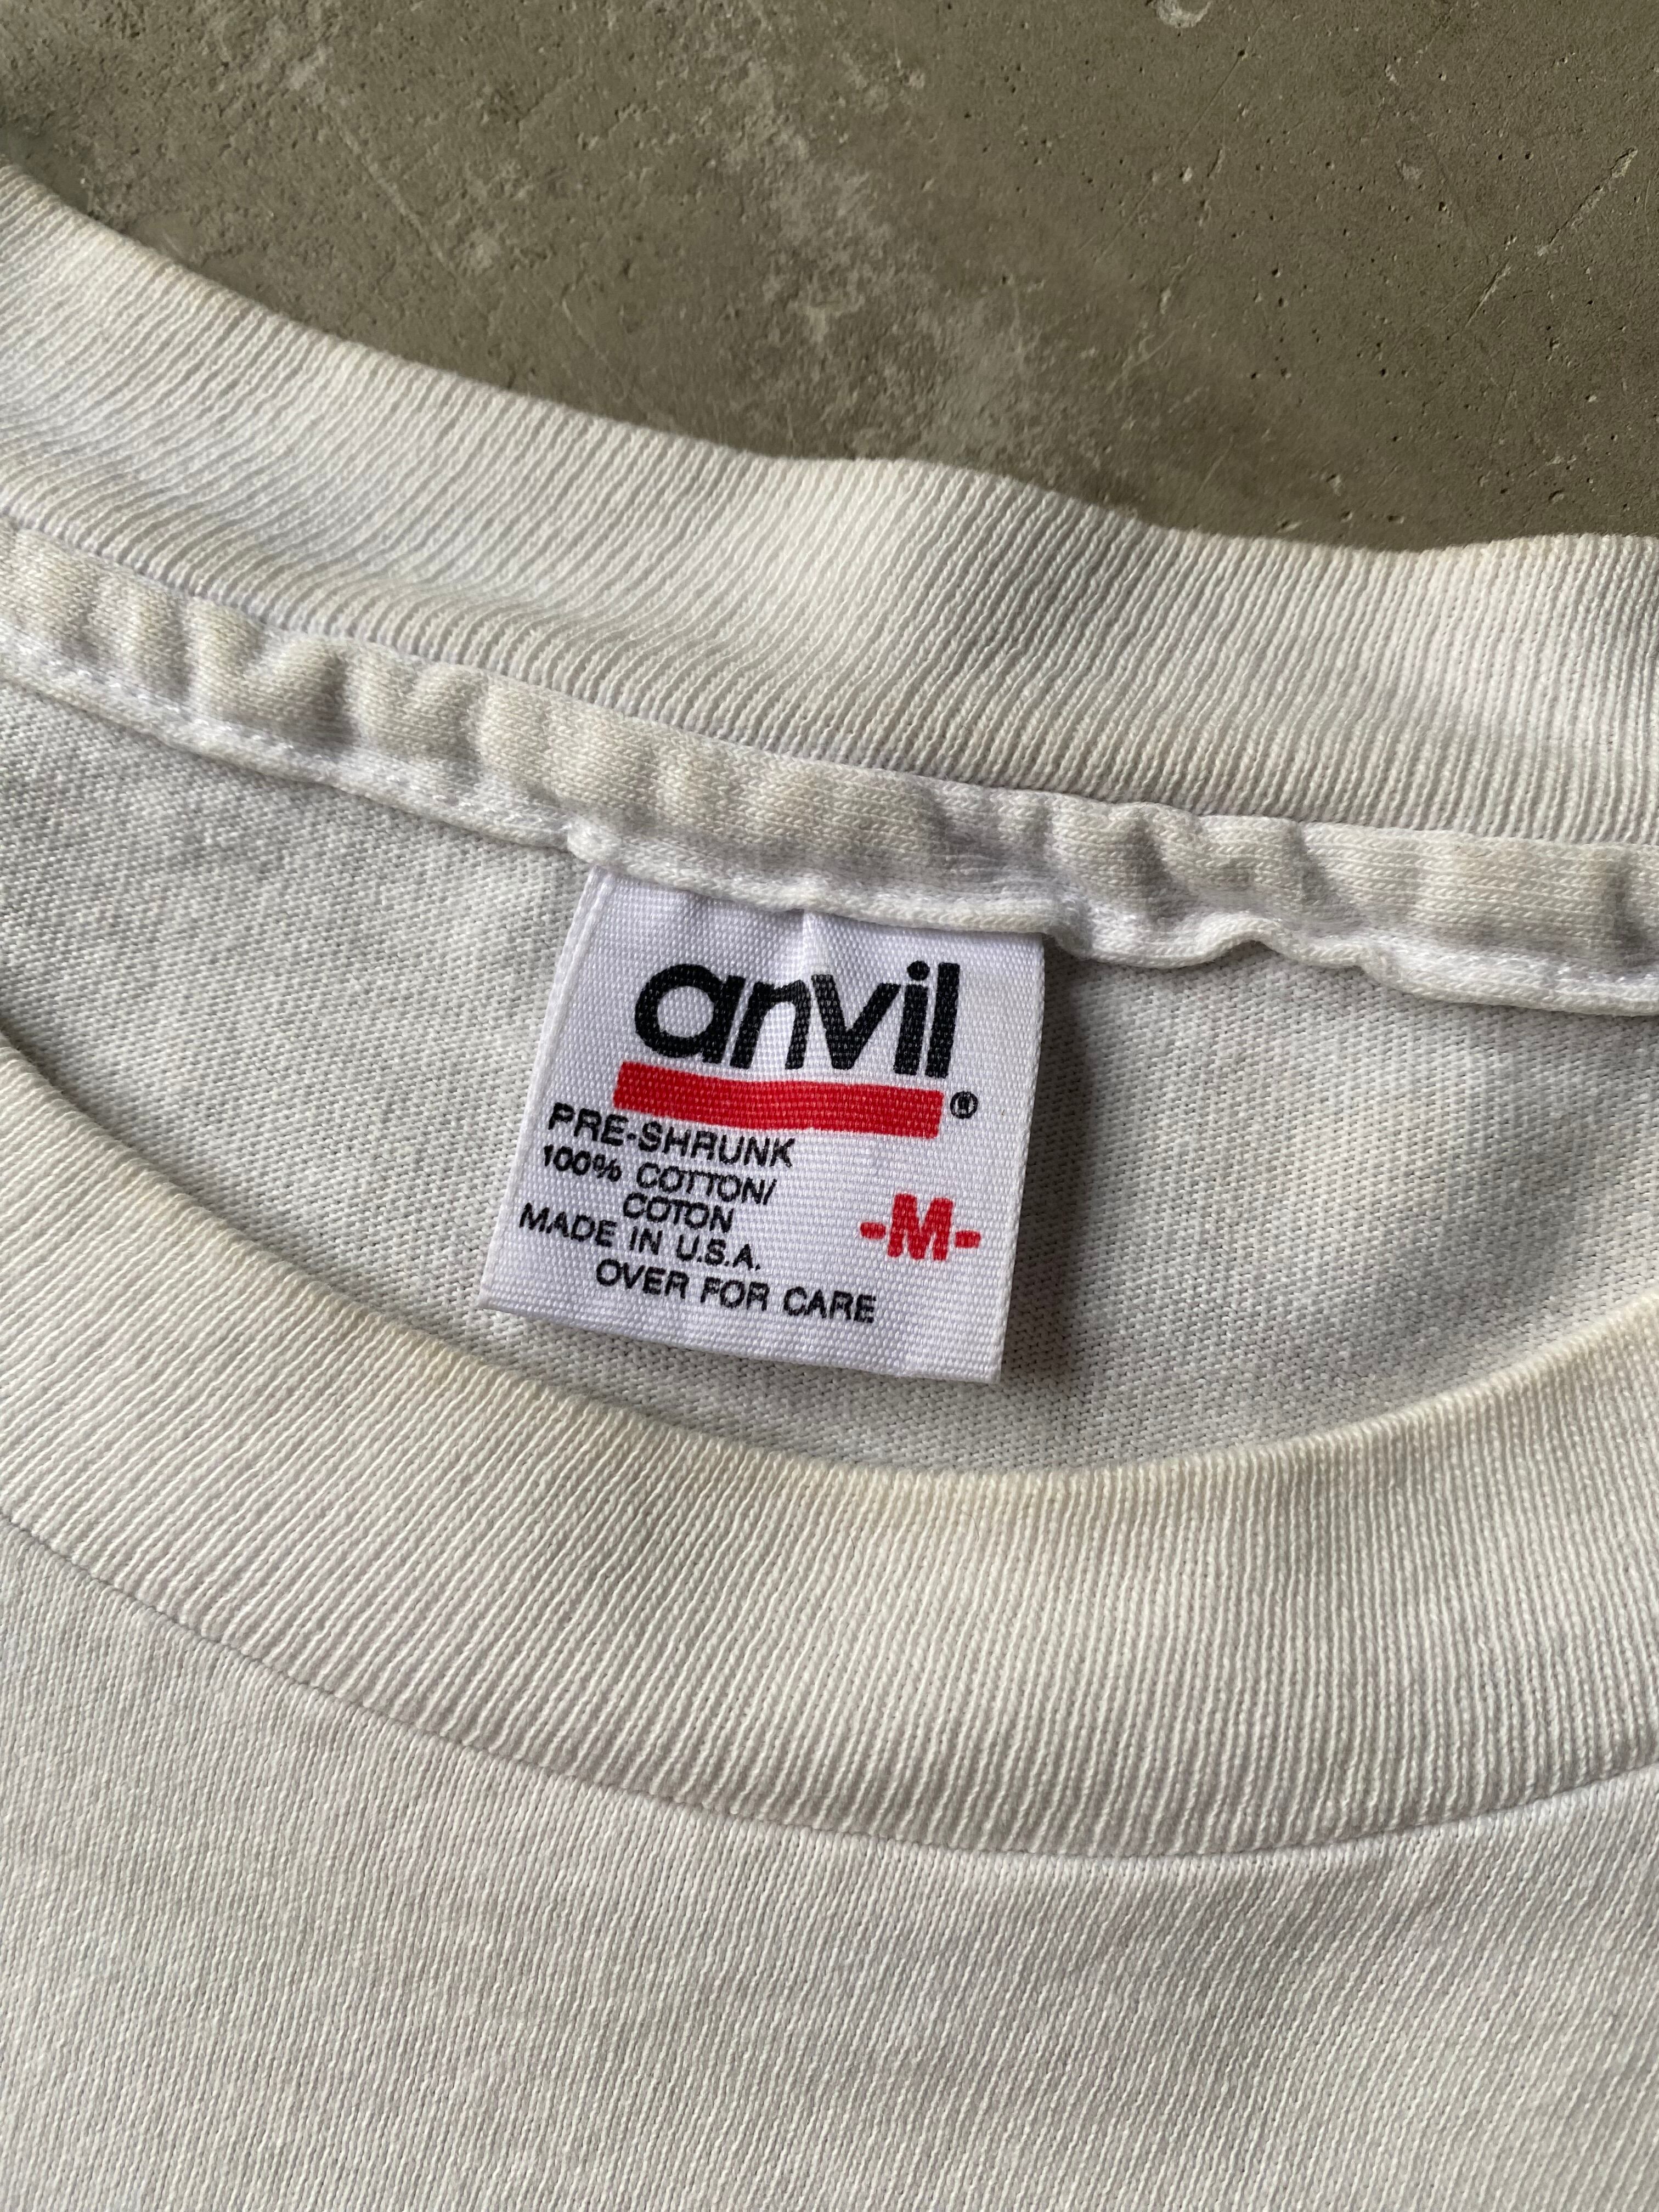 anvil®
PRE-SHRUNK
100% COTTON/
COTON
-M-
MADE IN U.S.A.
OVER FOR CARE